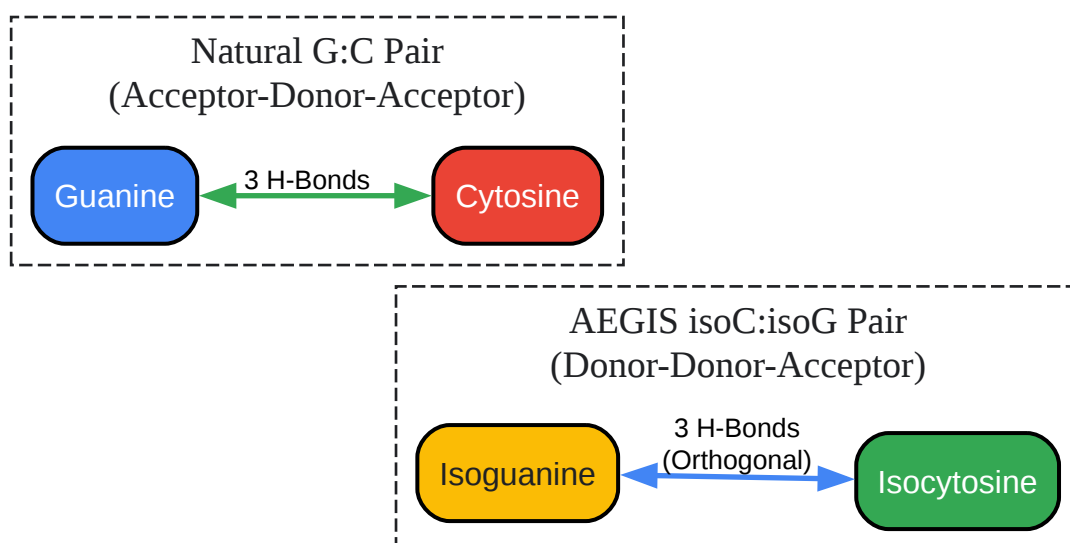 Natural G:C Pair
(Acceptor-Donor-Acceptor)
Guanine
3 H-Bonds
Cytosine
AEGIS isoC:isoG Pair
(Donor-Donor-Acceptor)
Isoguanine
3 H-Bonds
(Orthogonal)
Isocytosine